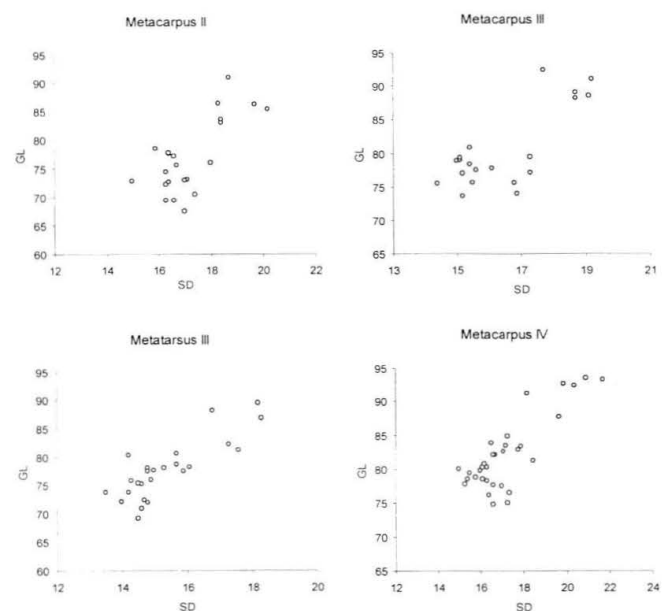 Metacarpus II
95
90
85
80
75
70
65
60
GL
12 14 16 18 20 22
SD
Metacarpus III
95
90
85
80
75
70
65
GL
13 15 17 19 21
SD
Metatarsus III
95
90
85
80
75
70
65
60
GL
12 14 16 18 20
SD
Metacarpus IV
95
90
85
80
75
70
65
GL
12 14 16 18 20 22 24
SD